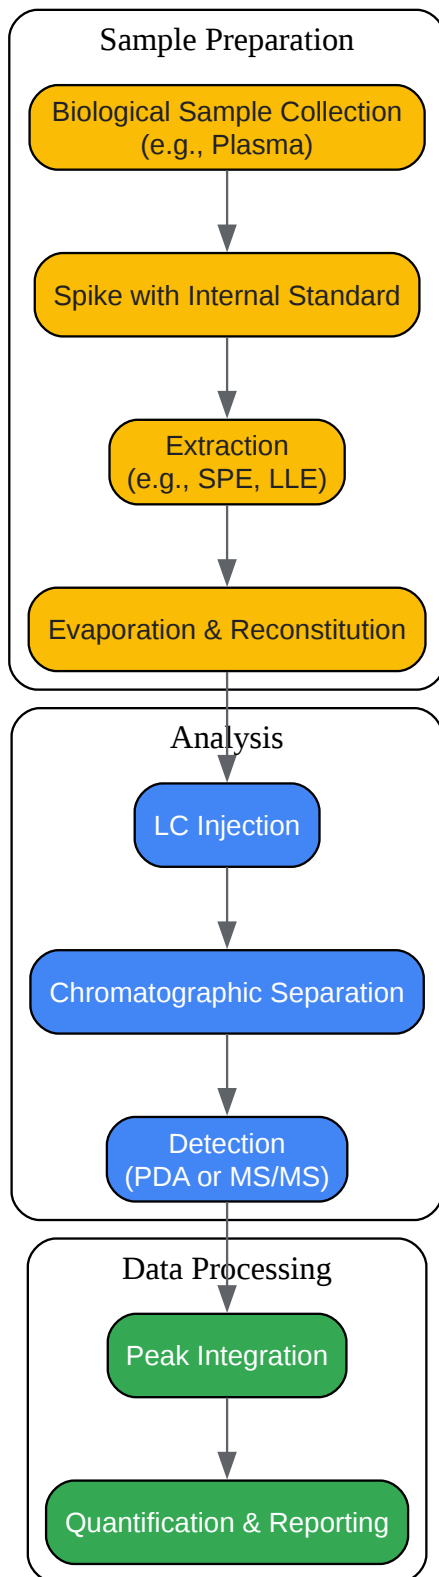 Sample Preparation
Biological Sample Collection
(e.g., Plasma)
Spike with Internal Standard
Extraction
(e.g., SPE, LLE)
Evaporation & Reconstitution
Analysis
LC Injection
Chromatographic Separation
Detection
(PDA or MS/MS)
Data Processing
Peak Integration
Quantification & Reporting